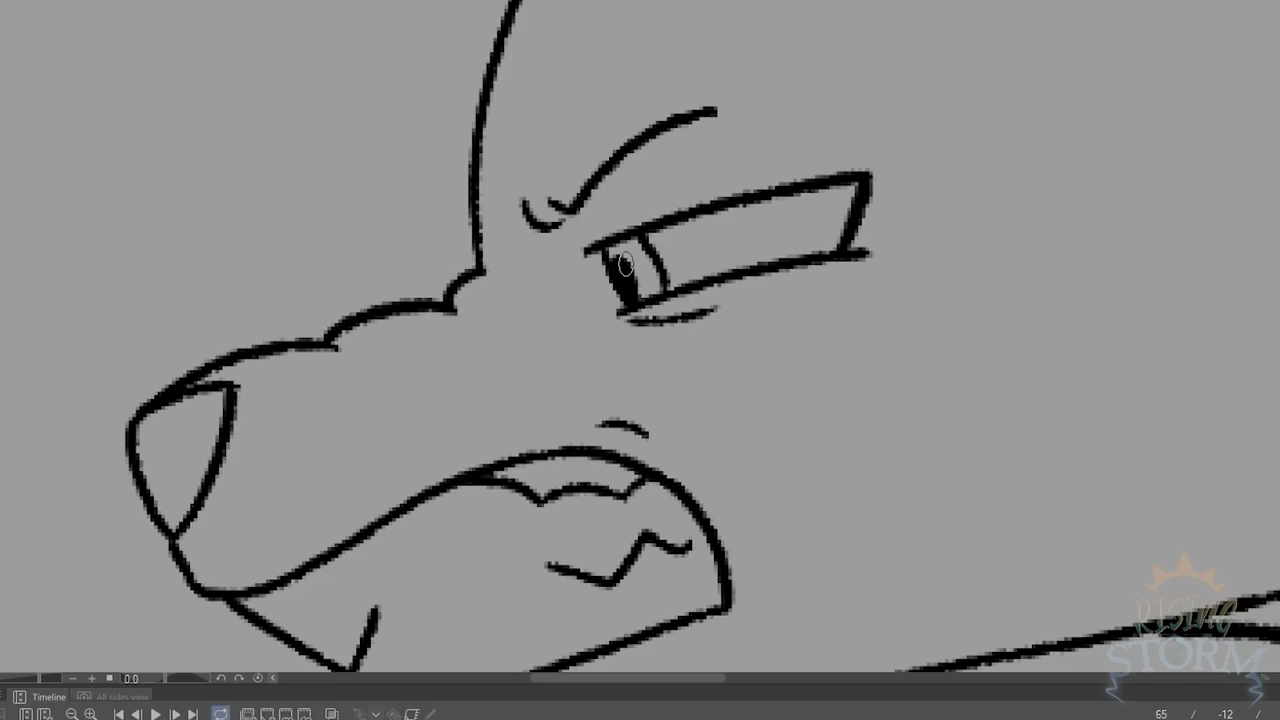 RISING
STORM
0.0
Timeline
All sides view
65 / -12 /